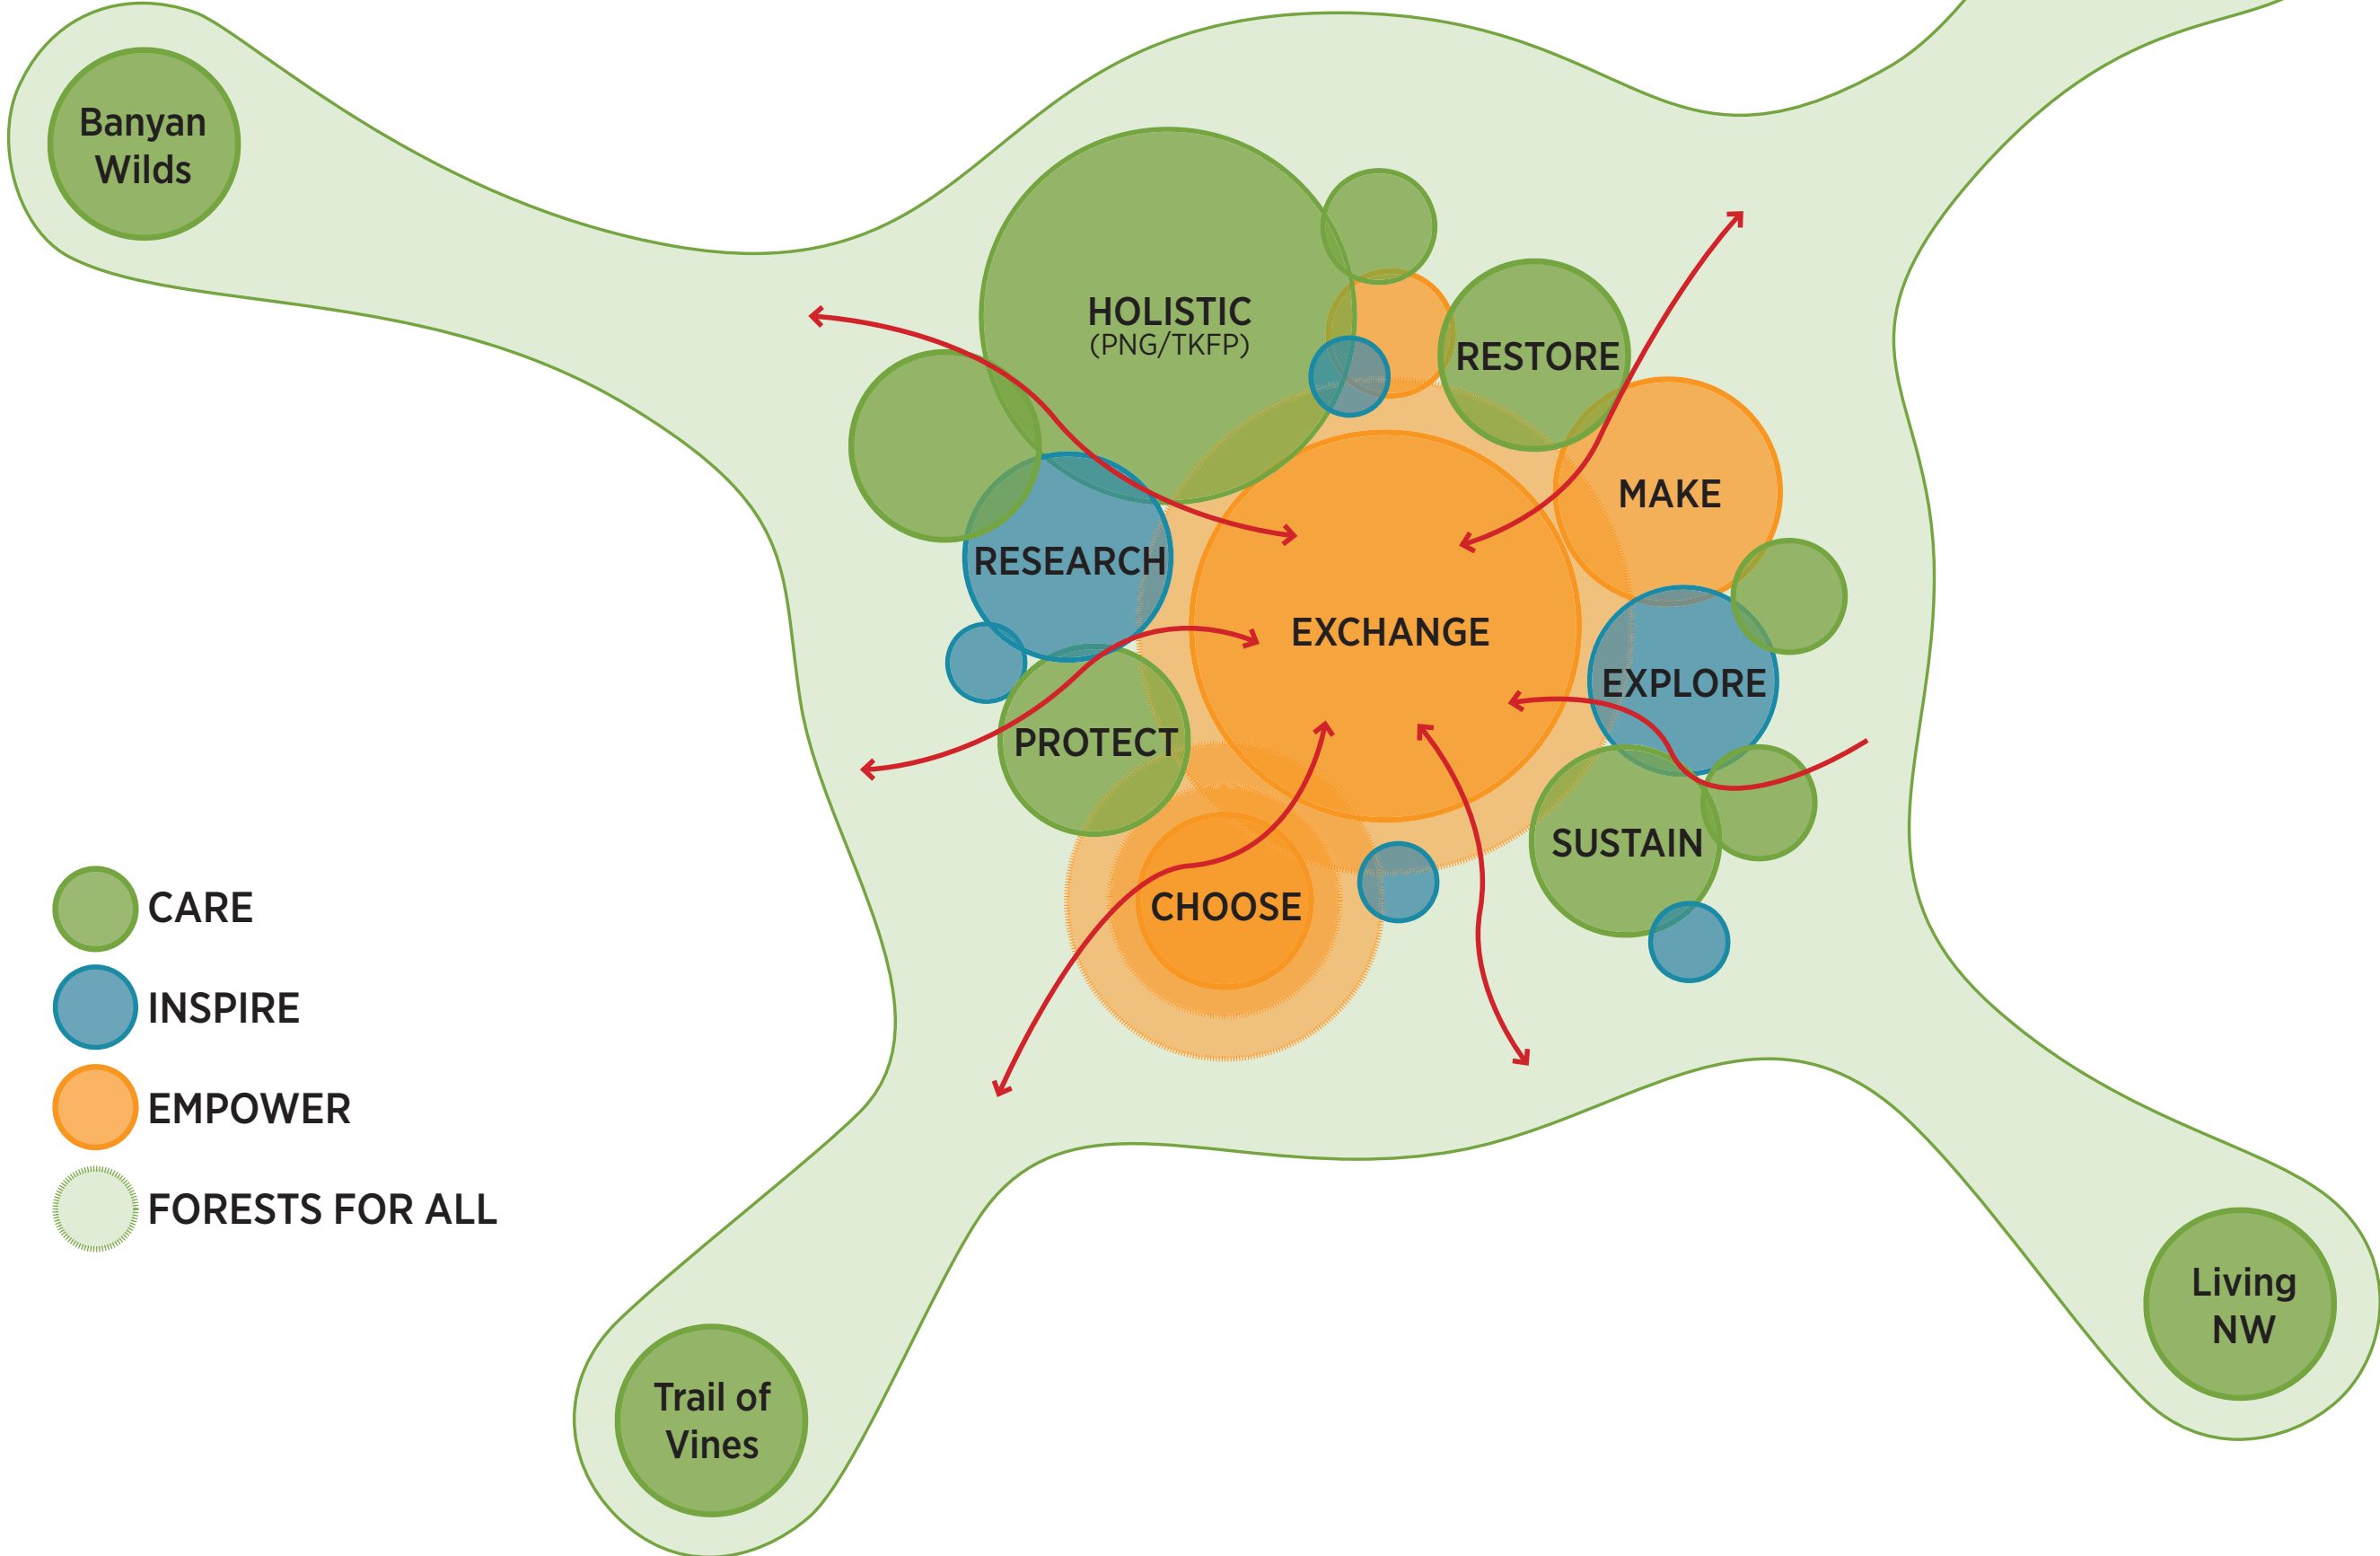 Banyan
Wilds
HOLISTIC
(PNG/TKFP)
RESTORE
MAKE
RESEARCH
EXCHANGE
EXPLORE
PROTECT
SUSTAIN
CHOOSE
CARE
INSPIRE
EMPOWER
FORESTS FOR ALL
Living
NW
Trail of
Vines